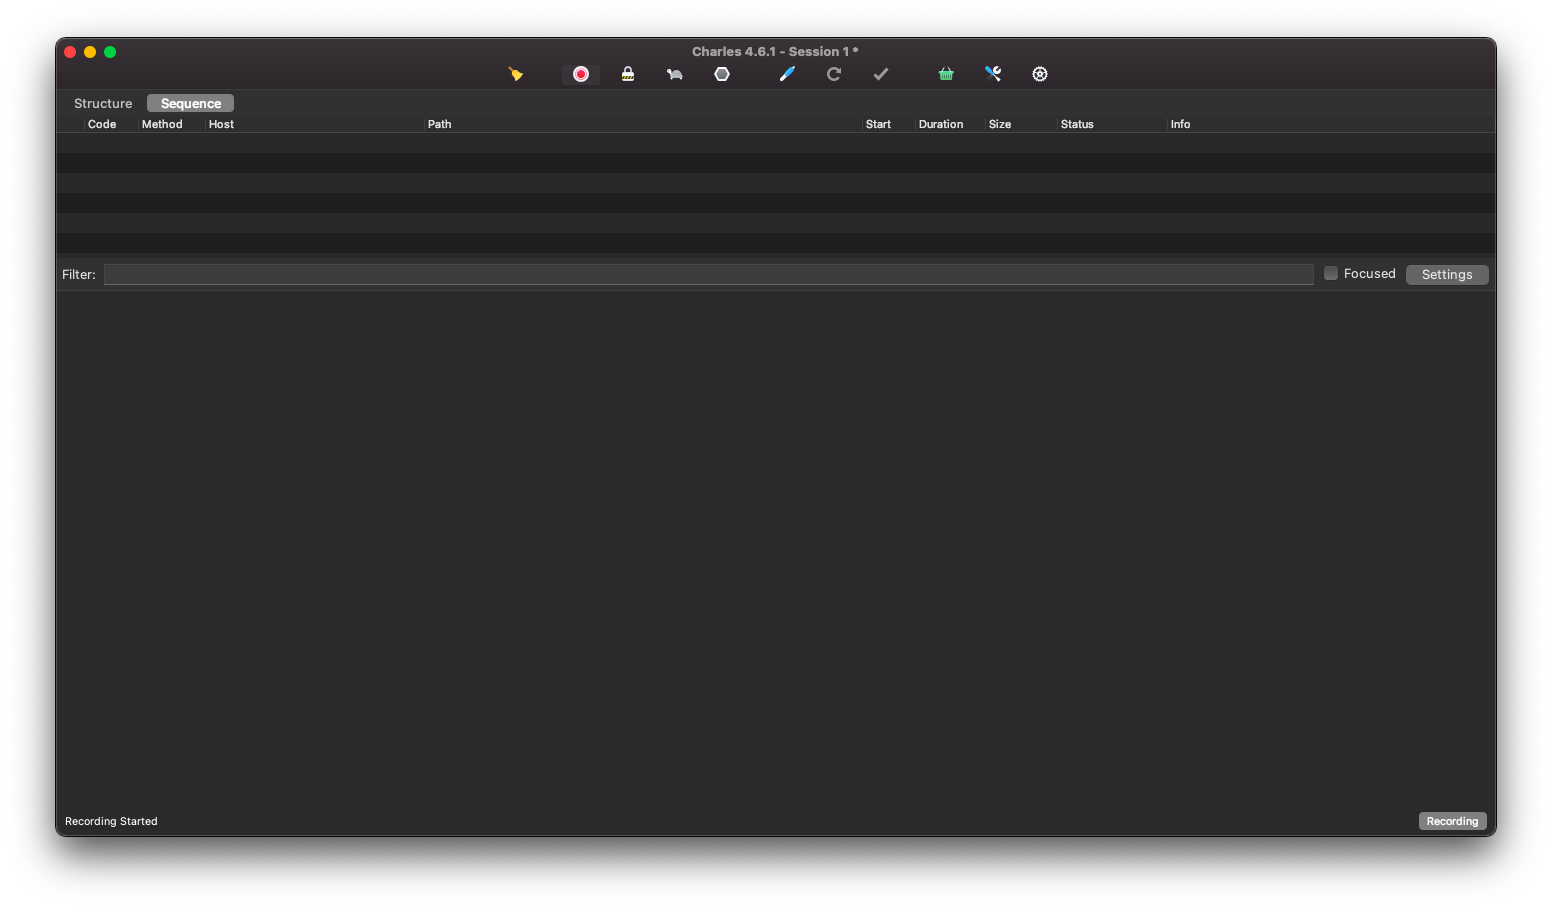 Charles 4.6.1 - Session 1 *
Structure Sequence
Code Method Host Path Start Duration Size Status Info
Filter: Focused Settings
Recording Started Recording